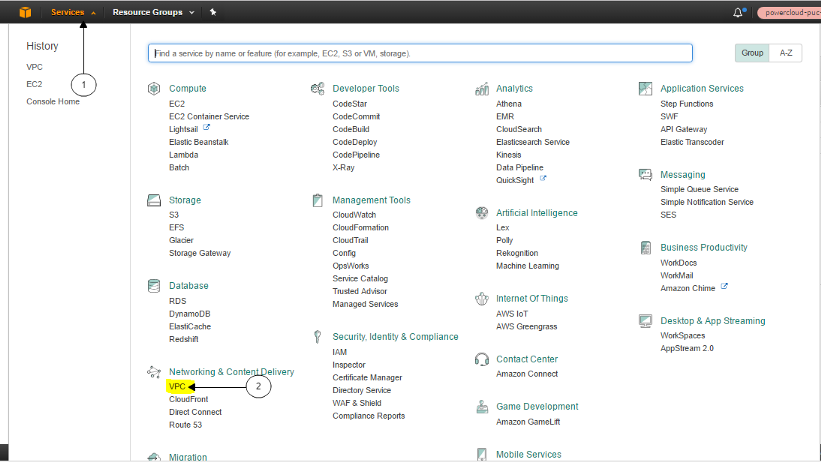 Services Resource Groups powercloud-puc
History
VPC
EC2
Console Home
1
Find a service by name or feature (for example, EC2, S3 or VM, storage).
Group A-Z
Compute
EC2
EC2 Container Service
Lightsail
Elastic Beanstalk
Lambda
Batch
Storage
S3
EFS
Glacier
Storage Gateway
Database
RDS
DynamoDB
ElastiCache
Redshift
Networking & Content Delivery
VPC
2
CloudFront
Direct Connect
Route 53
Migration
Developer Tools
CodeStar
CodeCommit
CodeBuild
CodeDeploy
CodePipeline
X-Ray
Management Tools
CloudWatch
CloudFormation
CloudTrail
Config
OpsWorks
Service Catalog
Trusted Advisor
Managed Services
Security, Identity & Compliance
IAM
Inspector
Certificate Manager
Directory Service
WAF & Shield
Compliance Reports
Analytics
Athena
EMR
CloudSearch
Elasticsearch Service
Kinesis
Data Pipeline
QuickSight
Artificial Intelligence
Lex
Polly
Rekognition
Machine Learning
Internet Of Things
AWS IoT
AWS Greengrass
Contact Center
Amazon Connect
Game Development
Amazon GameLift
Mobile Services
Application Services
Step Functions
SWF
API Gateway
Elastic Transcoder
Messaging
Simple Queue Service
Simple Notification Service
SES
Business Productivity
WorkDocs
WorkMail
Amazon Chime
Desktop & App Streaming
WorkSpaces
AppStream 2.0